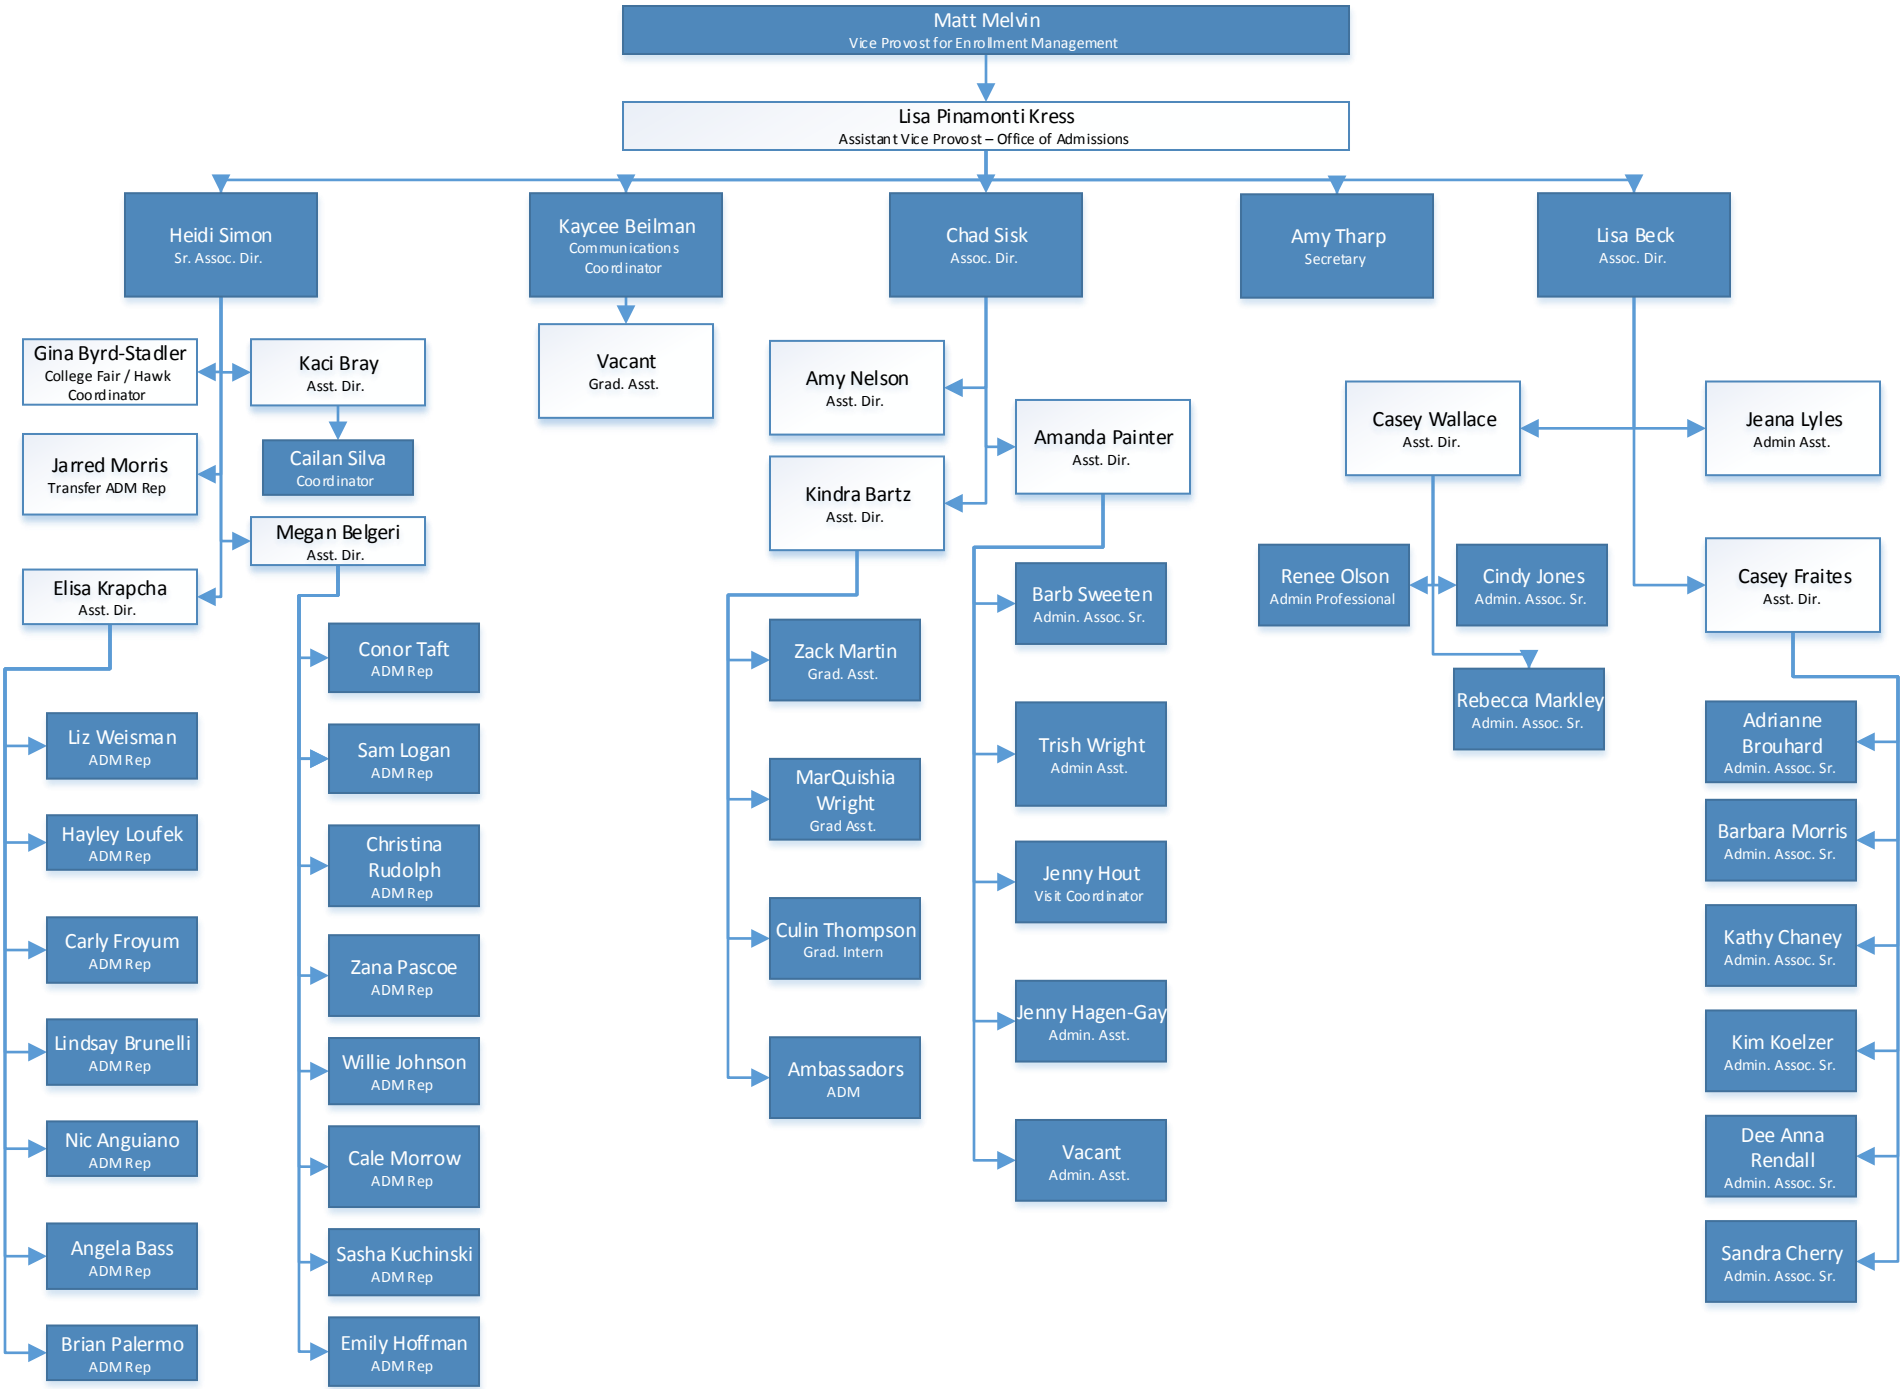 Matt Melvin
Vice Provost for Enrollment Management
Lisa Pinamonti Kress
Assistant Vice Provost – Office of Admissions
Heidi Simon
Sr. Assoc. Dir.
Kaycee Beilman
Communications
Coordinator
Chad Sisk
Assoc. Dir.
Amy Tharp
Secretary
Lisa Beck
Assoc. Dir.
Gina Byrd-Stadler
College Fair / Hawk
Coordinator
Kaci Bray
Asst. Dir.
Jarred Morris
Transfer ADM Rep
Cailan Silva
Coordinator
Megan Belgeri
Asst. Dir.
Elisa Krapcha
Asst. Dir.
Liz Weisman
ADM Rep
Hayley Loufek
ADM Rep
Carly Froyum
ADM Rep
Lindsay Brunelli
ADM Rep
Nic Anguiano
ADM Rep
Angela Bass
ADM Rep
Brian Palermo
ADM Rep
Conor Taft
ADM Rep
Sam Logan
ADM Rep
Christina
Rudolph
ADM Rep
Zana Pascoe
ADM Rep
Willie Johnson
ADM Rep
Cale Morrow
ADM Rep
Sasha Kuchinski
ADM Rep
Emily Hoffman
ADM Rep
Vacant
Grad. Asst.
Amy Nelson
Asst. Dir.
Amanda Painter
Asst. Dir.
Kindra Bartz
Asst. Dir.
Zack Martin
Grad. Asst.
MarQuishia
Wright
Grad Asst.
Culin Thompson
Grad. Intern
Ambassadors
ADM
Barb Sweeten
Admin. Assoc. Sr.
Trish Wright
Admin Asst.
Jenny Hout
Visit Coordinator
Jenny Hagen-Gay
Admin. Asst.
Vacant
Admin. Asst.
Casey Wallace
Asst. Dir.
Jeana Lyles
Admin Asst.
Renee Olson
Admin Professional
Cindy Jones
Admin. Assoc. Sr.
Rebecca Markley
Admin. Assoc. Sr.
Casey Fraites
Asst. Dir.
Adrianne
Brouhard
Admin. Assoc. Sr.
Barbara Morris
Admin. Assoc. Sr.
Kathy Chaney
Admin. Assoc. Sr.
Kim Koelzer
Admin. Assoc. Sr.
Dee Anna
Rendall
Admin. Assoc. Sr.
Sandra Cherry
Admin. Assoc. Sr.